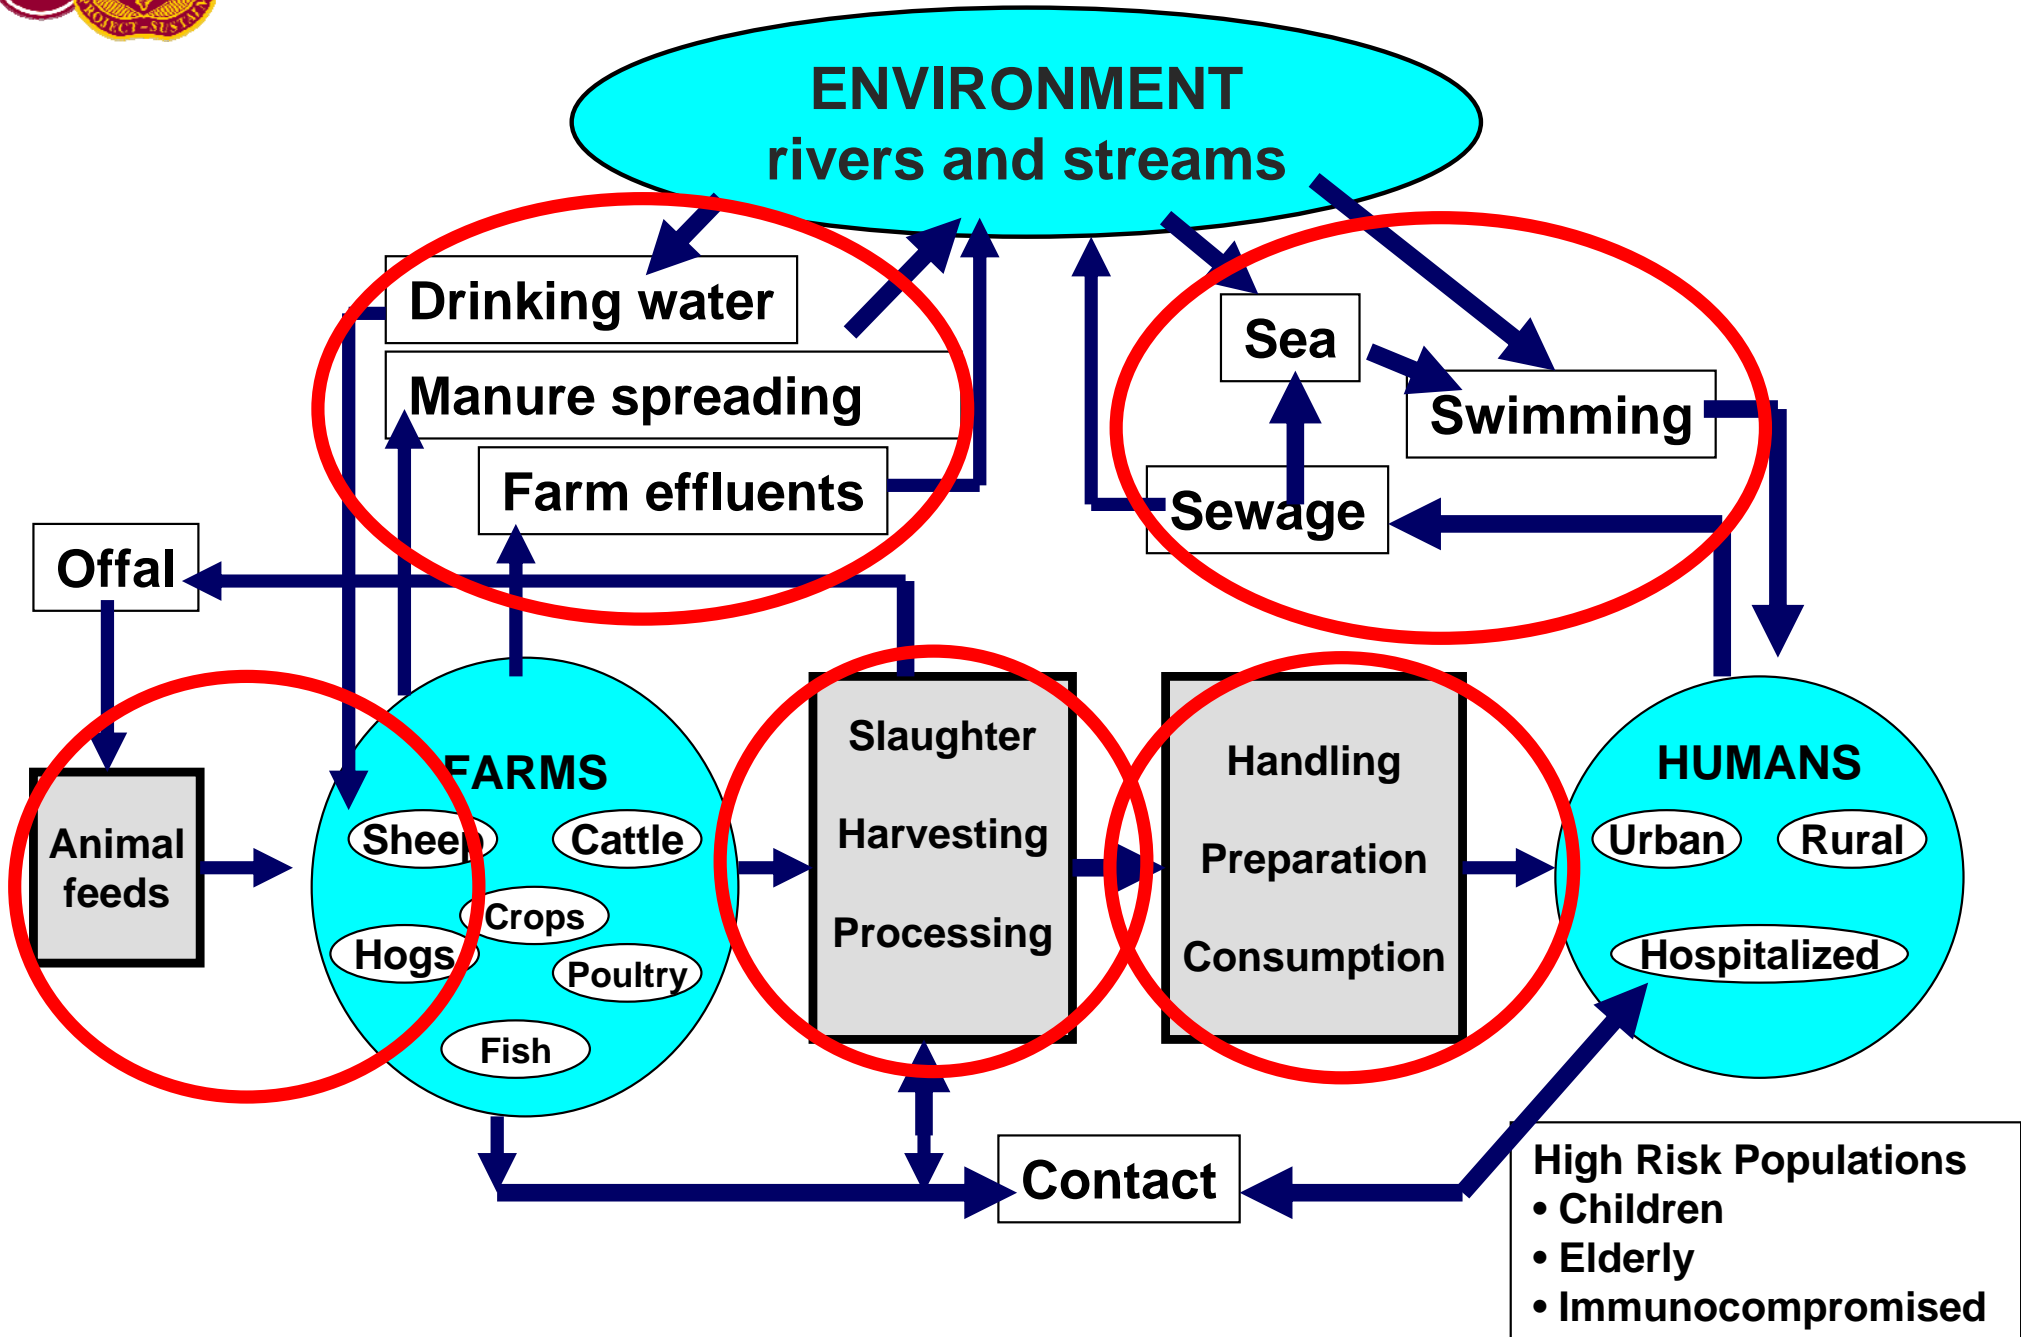 PROJECT-SUSTAIN
ENVIRONMENT
rivers and streams
Drinking water
Manure spreading
Farm effluents
Sea
Swimming
Sewage
Offal
Animal
feeds
FARMS
Sheep
Cattle
Crops
Hogs
Poultry
Fish
Slaughter
Harvesting
Processing
Handling
Preparation
Consumption
HUMANS
Urban
Rural
Hospitalized
Contact
High Risk Populations
• Children
• Elderly
• Immunocompromised